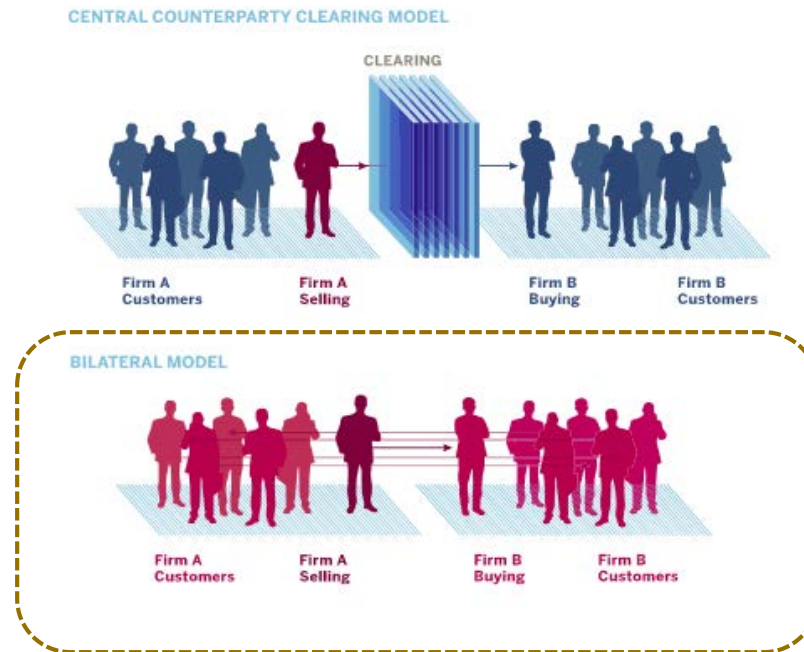 CENTRAL COUNTERPARTY CLEARING MODEL
CLEARING
Firm A
Customers
Firm A
Selling
Firm B
Buying
Firm B
Customers
BILATERAL MODEL
Firm A
Customers
Firm A
Selling
Firm B
Buying
Firm B
Customers